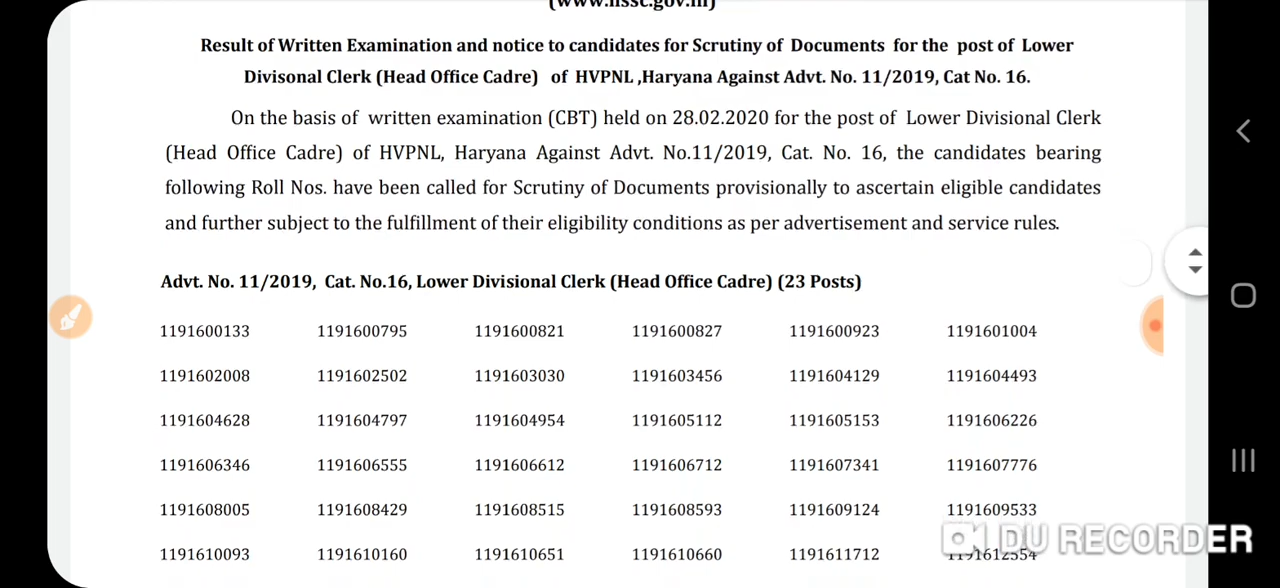 (www.hssc.gov.in)
Result of Written Examination and notice to candidates for Scrutiny of Documents for the post of Lower
Divisonal Clerk (Head Office Cadre) of HVPNL ,Haryana Against Advt. No. 11/2019, Cat No. 16.
On the basis of written examination (CBT) held on 28.02.2020 for the post of Lower Divisional Clerk
(Head Office Cadre) of HVPNL, Haryana Against Advt. No.11/2019, Cat. No. 16, the candidates bearing
following Roll Nos. have been called for Scrutiny of Documents provisionally to ascertain eligible candidates
and further subject to the fulfillment of their eligibility conditions as per advertisement and service rules.
Advt. No. 11/2019, Cat. No.16, Lower Divisional Clerk (Head Office Cadre) (23 Posts)
1191600133 1191600795 1191600821 1191600827 1191600923 1191601004
1191602008 1191602502 1191603030 1191603456 1191604129 1191604493
1191604628 1191604797 1191604954 1191605112 1191605153 1191606226
1191606346 1191606555 1191606612 1191606712 1191607341 1191607776
1191608005 1191608429 1191608515 1191608593 1191609124 1191609533
1191610093 1191610160 1191610651 1191610660 1191611712 1191612554
DU RECORDER